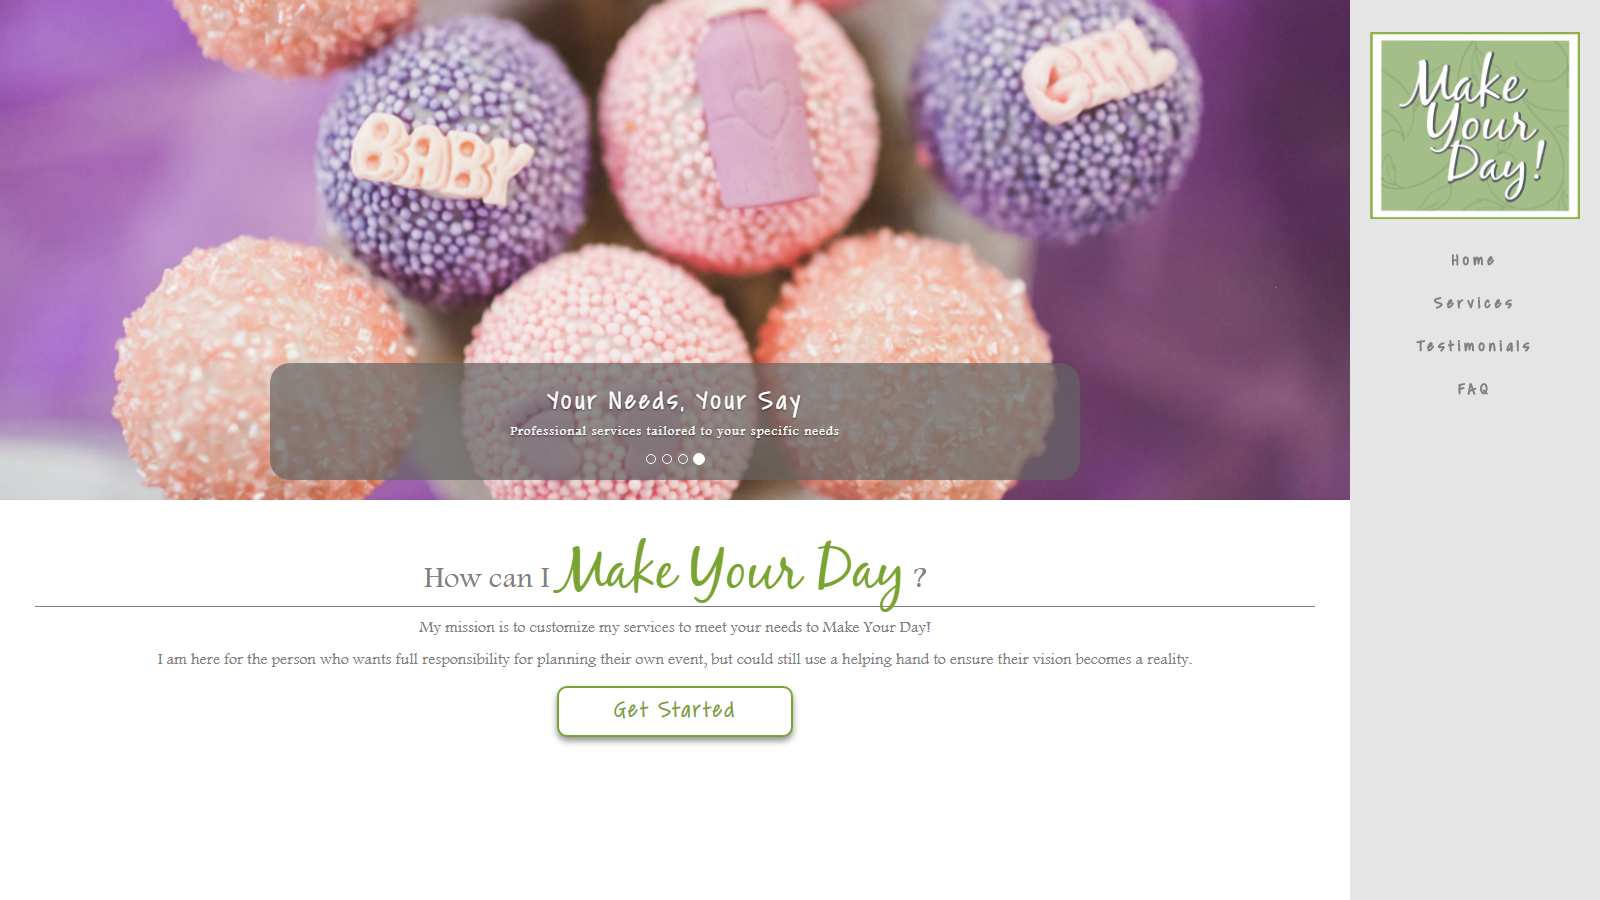 BABY
GIRL
Your Needs, Your Say
Professional services tailored to your specific needs
How can I Make Your Day ?
My mission is to customize my services to meet your needs to Make Your Day!
I am here for the person who wants full responsibility for planning their own event, but could still use a helping hand to ensure their vision becomes a reality.
Get Started
Make
Your
Day!
Home
Services
Testimonials
FAQ